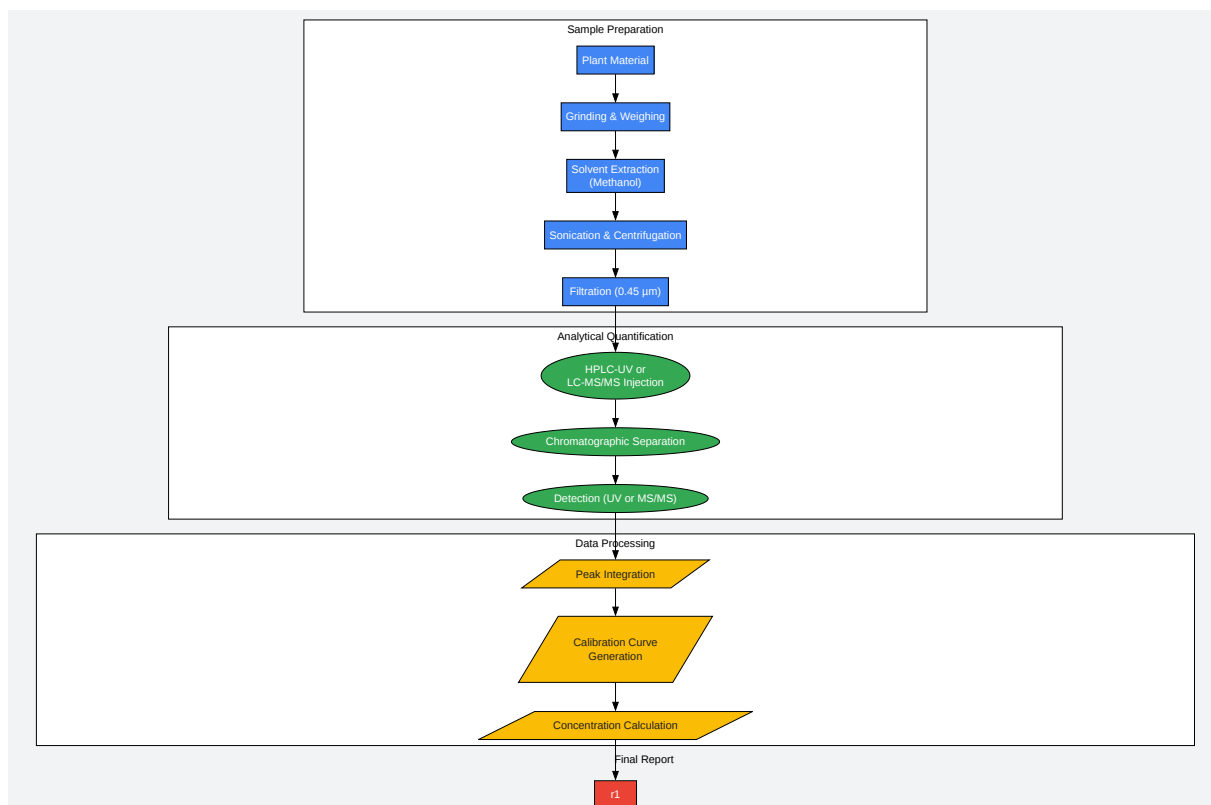 Sample Preparation
Plant Material
Grinding & Weighing
Solvent Extraction
(Methanol)
Sonication & Centrifugation
Filtration (0.45 µm)
Analytical Quantification
HPLC-UV or
LC-MS/MS Injection
Chromatographic Separation
Detection (UV or MS/MS)
Data Processing
Peak Integration
Calibration Curve
Generation
Concentration Calculation
Final Report
r1